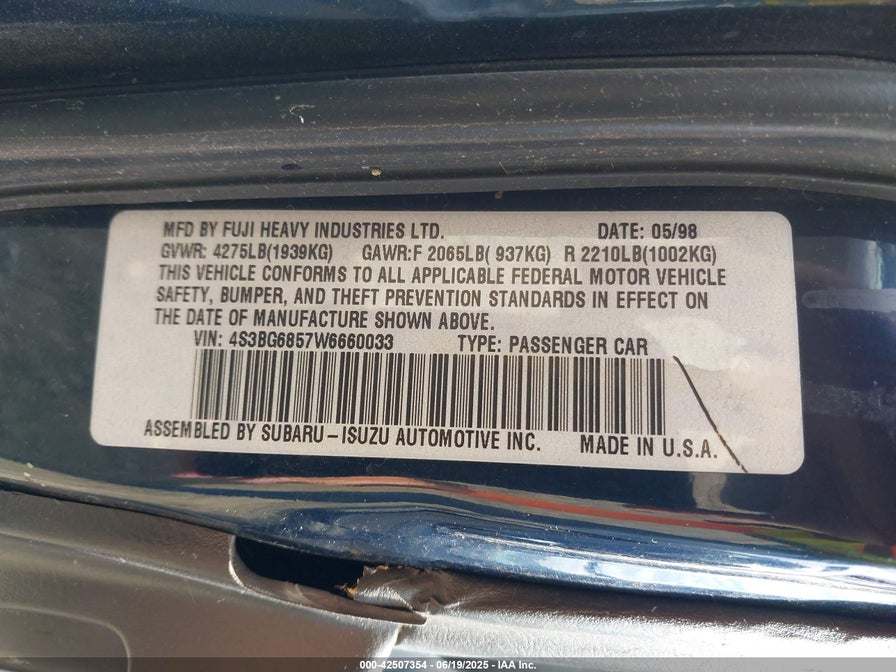 MFD BY FUJI HEAVY INDUSTRIES LTD. DATE: 05/98
GVWR: 4275LB(1939KG) GAWR:F 2065LB( 937KG) R 2210LB(1002KG)
THIS VEHICLE CONFORMS TO ALL APPLICABLE FEDERAL MOTOR VEHICLE
SAFETY, BUMPER, AND THEFT PREVENTION STANDARDS IN EFFECT ON
THE DATE OF MANUFACTURE SHOWN ABOVE.
VIN: 4S3BG6857W6660033 TYPE: PASSENGER CAR
ASSEMBLED BY SUBARU-ISUZU AUTOMOTIVE INC. MADE IN U.S.A.
000-42507354 - 06/19/2025 - IAA Inc.